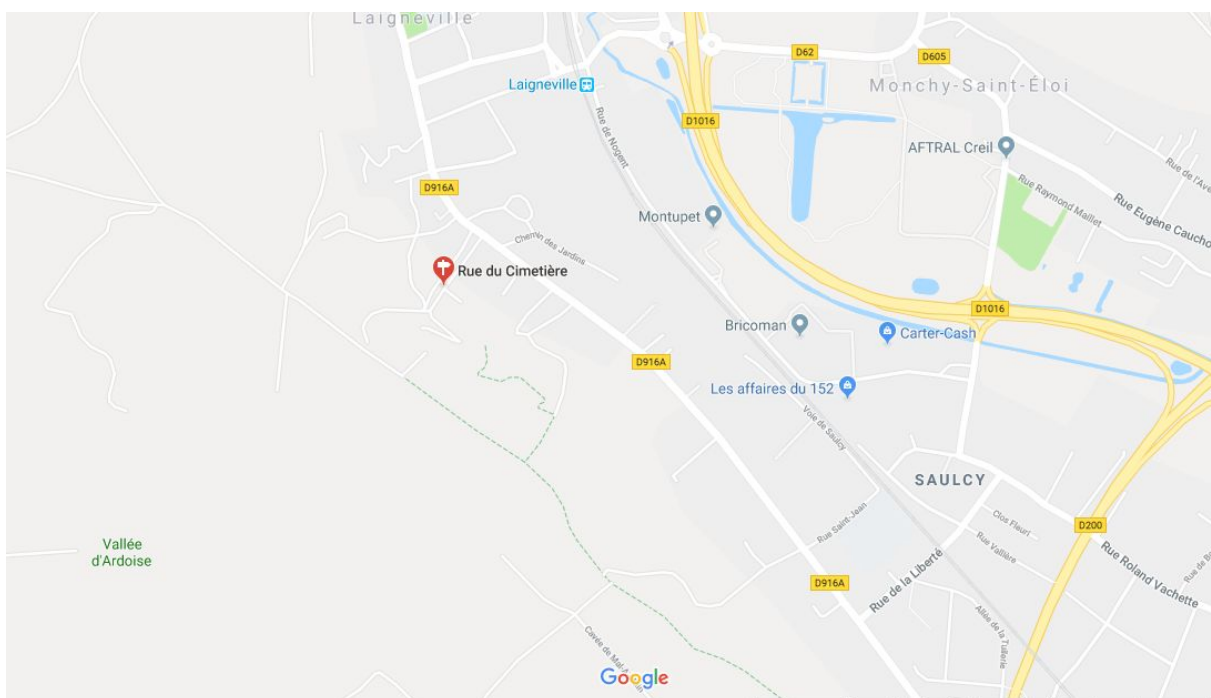 Laigneville
D62
D605
Laigneville
Monchy-Saint-Éloi
D1016
Rue de Nogent
AFTRAL Creil
Rue Raymond Maillet
D916A
Montupet
Rue Eugène Caucho
Chemin des Jardins
Rue du Cimetière
D1016
Bricoman
Carter-Cash
D916A
Les affaires du 152
Voie de Saulcy
SAULCY
Rue Saint-Jean
Clos Fleuri
D200
Rue Vallière
Vallée
d'Ardoise
Rue Roland Vachette
D916A
Rue de la Liberté
Allée de la Tuilerie
Google